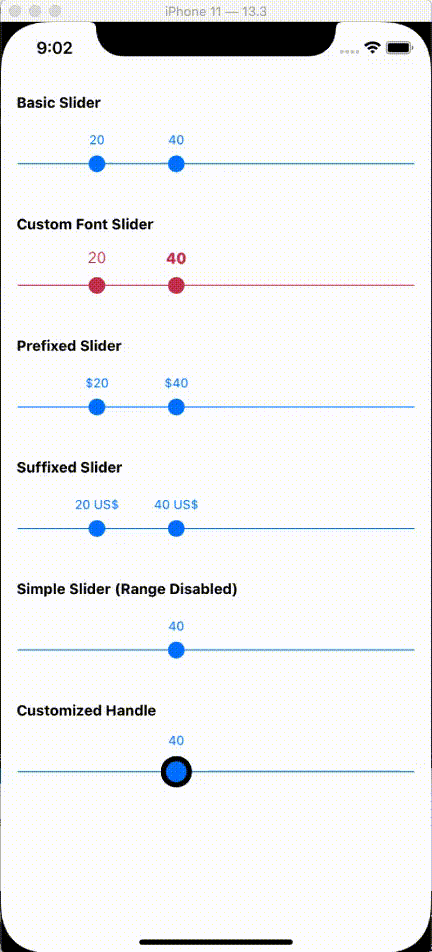 iPhone 11 — 13.3
9:02
Basic Slider
20 40
Custom Font Slider
20 40
Prefixed Slider
$20 $40
Suffixed Slider
20 US$ 40 US$
Simple Slider (Range Disabled)
40
Customized Handle
40